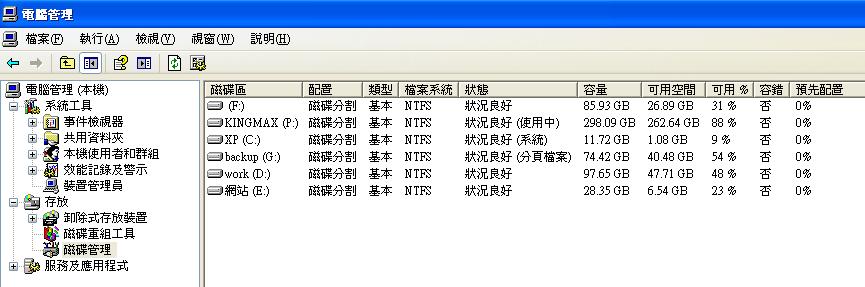 電腦管理
檔案(F) 執行(A) 檢視(V) 視窗(W) 說明(H)
電腦管理 (本機)
系統工具
事件檢視器
共用資料夾
本機使用者和群組
效能記錄及警示
裝置管理員
存放
卸除式存放裝置
磁碟重組工具
磁碟管理
服務及應用程式
磁碟區 配置 類型 檔案系統 狀態 容量 可用空間 可用 % 容錯 預先配置
(F:) 磁碟分割 基本 NTFS 狀況良好 85.93 GB 26.89 GB 31 % 否 0%
KINGMAX (P:) 磁碟分割 基本 NTFS 狀況良好 (使用中) 298.09 GB 262.64 GB 88 % 否 0%
XP (C:) 磁碟分割 基本 NTFS 狀況良好 (系統) 11.72 GB 1.08 GB 9 % 否 0%
backup (G:) 磁碟分割 基本 NTFS 狀況良好 (分頁檔案) 74.42 GB 40.48 GB 54 % 否 0%
work (D:) 磁碟分割 基本 NTFS 狀況良好 97.65 GB 47.71 GB 48 % 否 0%
網站 (E:) 磁碟分割 基本 NTFS 狀況良好 28.35 GB 6.54 GB 23 % 否 0%